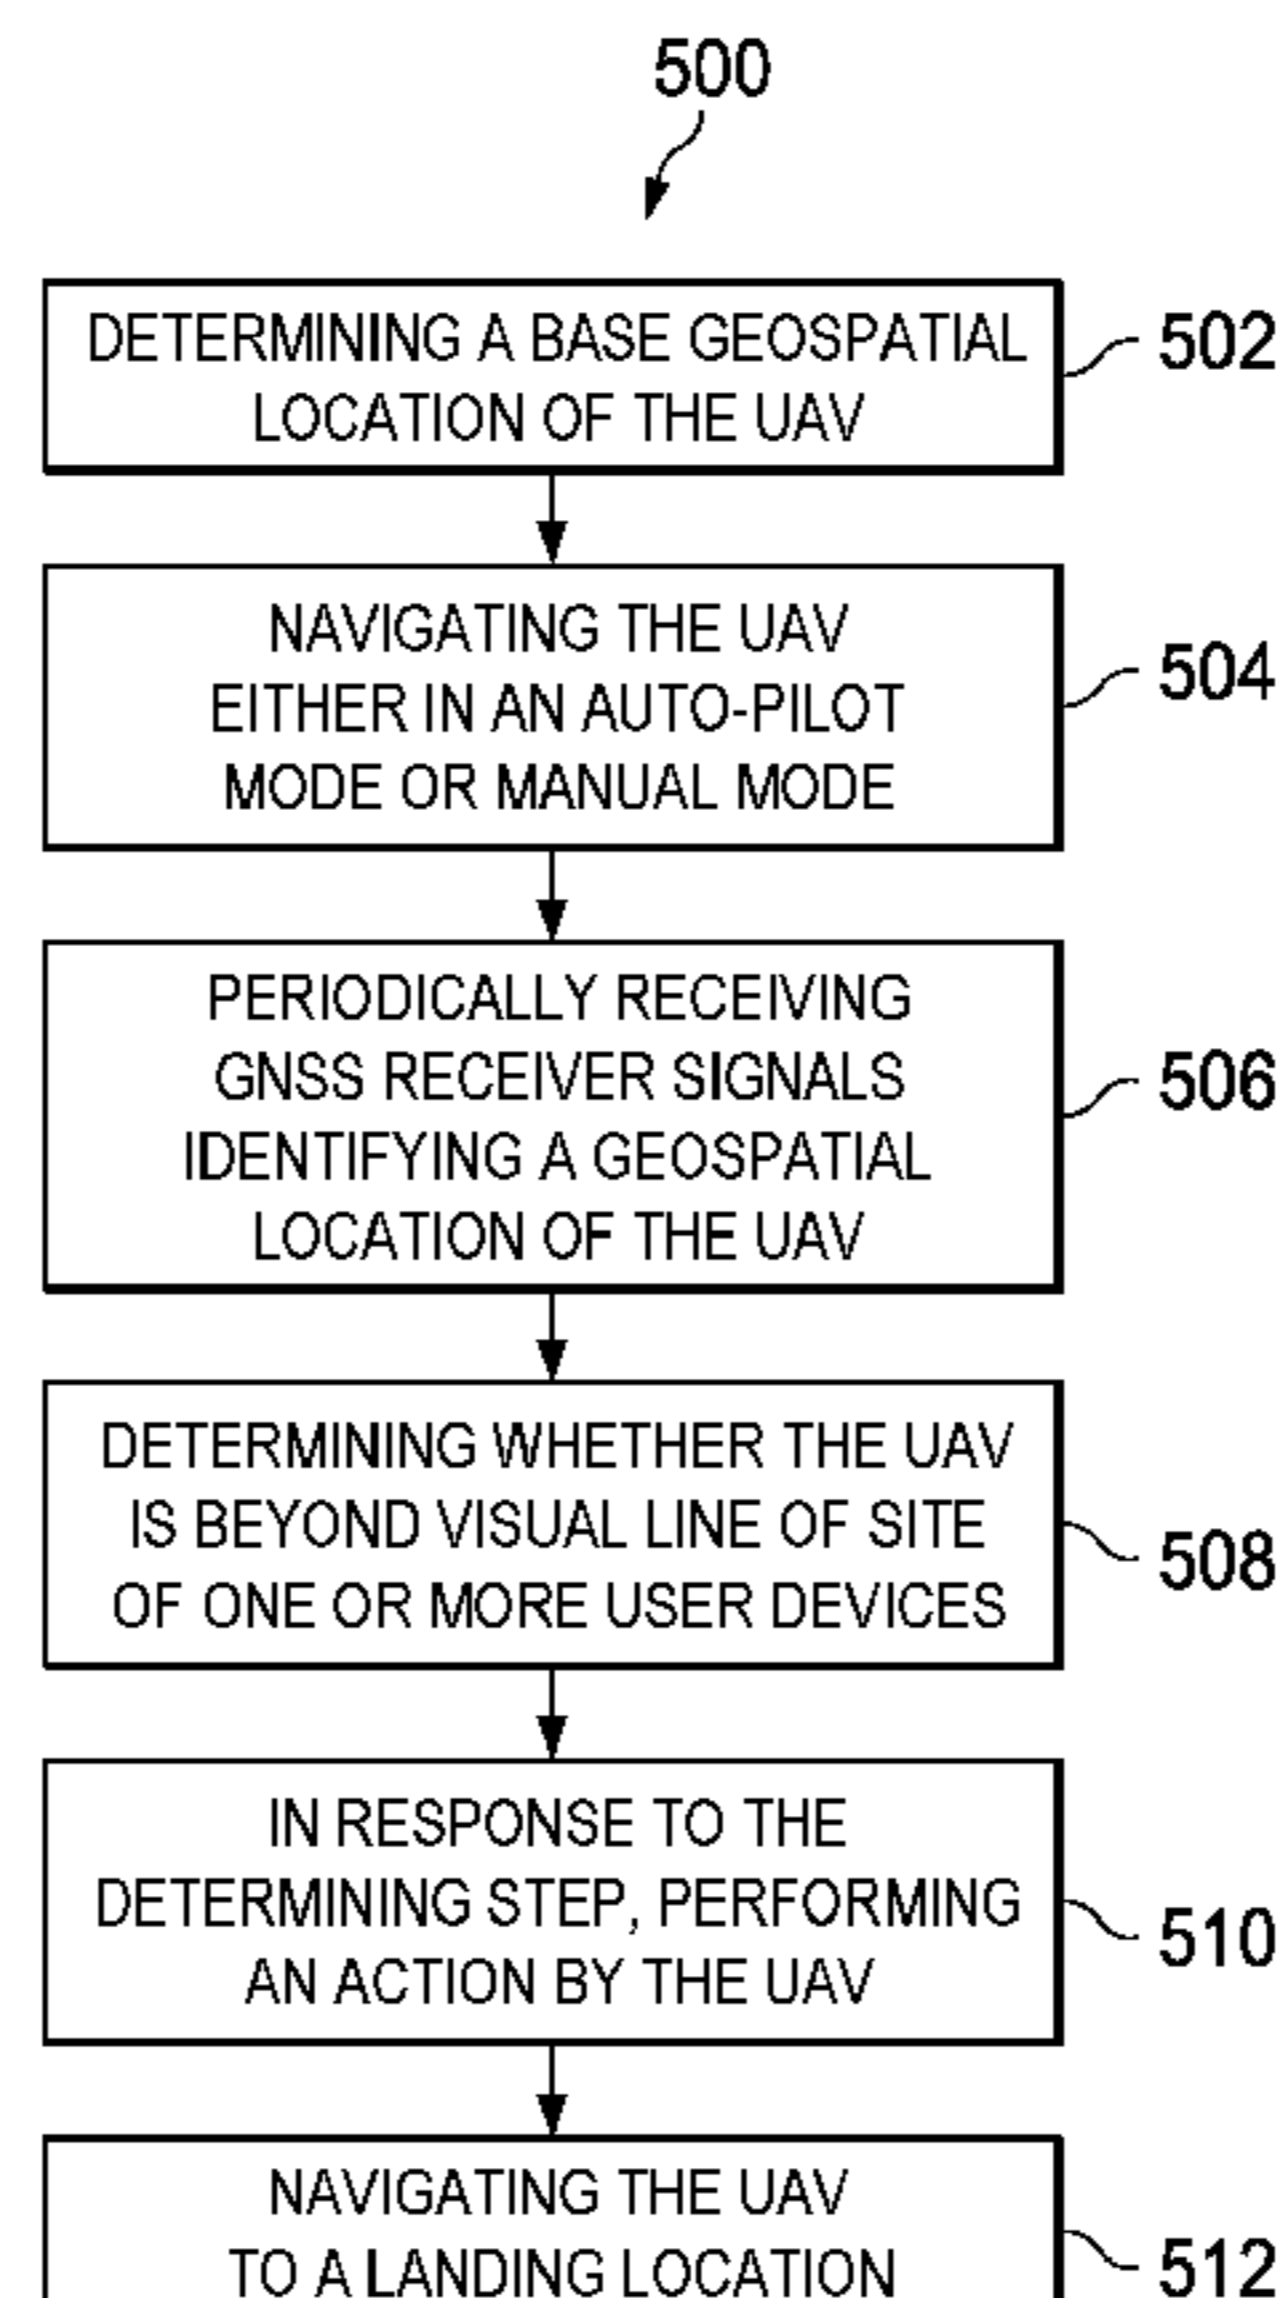 500
DETERMINING A BASE GEOSPATIAL
LOCATION OF THE UAV
502
NAVIGATING THE UAV
EITHER IN AN AUTO-PILOT
MODE OR MANUAL MODE
504
PERIODICALLY RECEIVING
GNSS RECEIVER SIGNALS
IDENTIFYING A GEOSPATIAL
LOCATION OF THE UAV
506
DETERMINING WHETHER THE UAV
IS BEYOND VISUAL LINE OF SITE
OF ONE OR MORE USER DEVICES
508
IN RESPONSE TO THE
DETERMINING STEP, PERFORMING
AN ACTION BY THE UAV
510
NAVIGATING THE UAV
TO A LANDING LOCATION
512